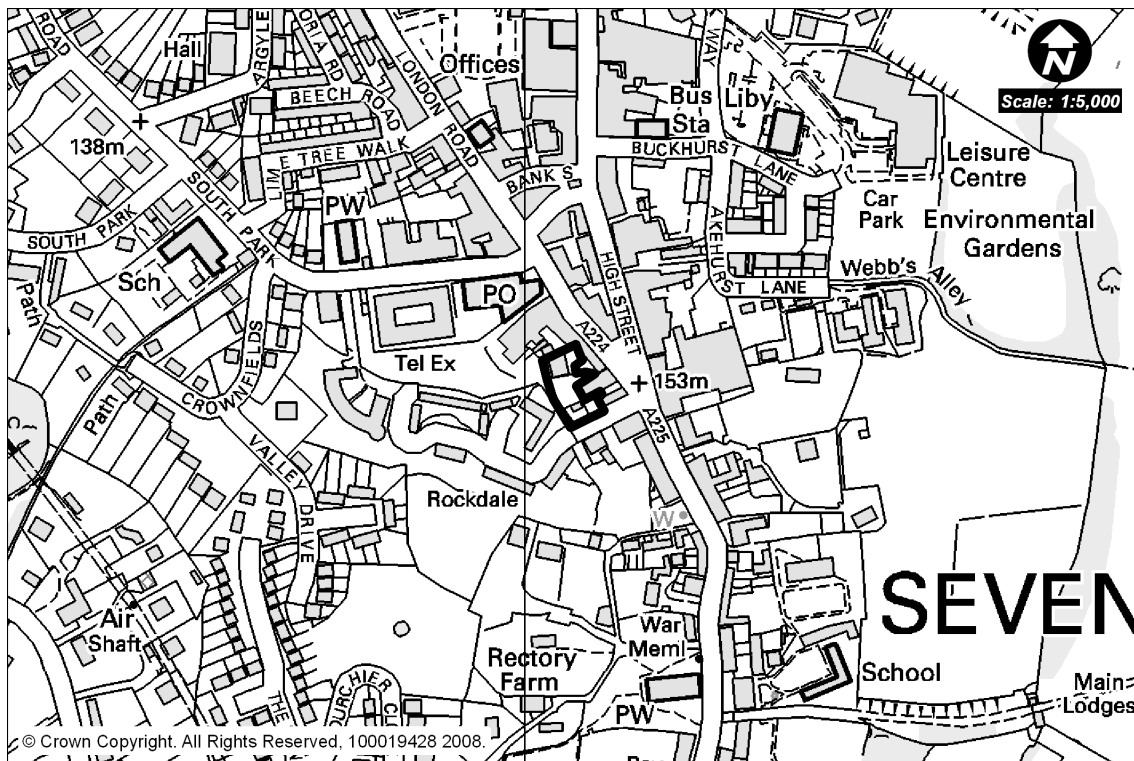 ROAD
Hall
ARGYLE
ORIA RD
LONDON ROAD
Offices
WAY
N
Scale: 1:5,000
BEECH ROAD
Bus
Sta
Liby
138m
LIME TREE WALK
BUCKHURST LANE
BANK S
Leisure
Centre
SOUTH PARK
PW
Car
Park
Environmental
Gardens
SOUTH PARK
AKEHURST LANE
Sch
HIGH STREET
Webb's Alley
Path
PO
A224
Tel Ex
CROWNFIELDS
153m
Path
A225
VALLEY DRIVE
Rockdale
W
SEVEN
Air
Shaft
War
Meml
Rectory
Farm
School
Main
Lodges
OURCHIER CL
THE
PW
© Crown Copyright. All Rights Reserved, 100019428 2008.